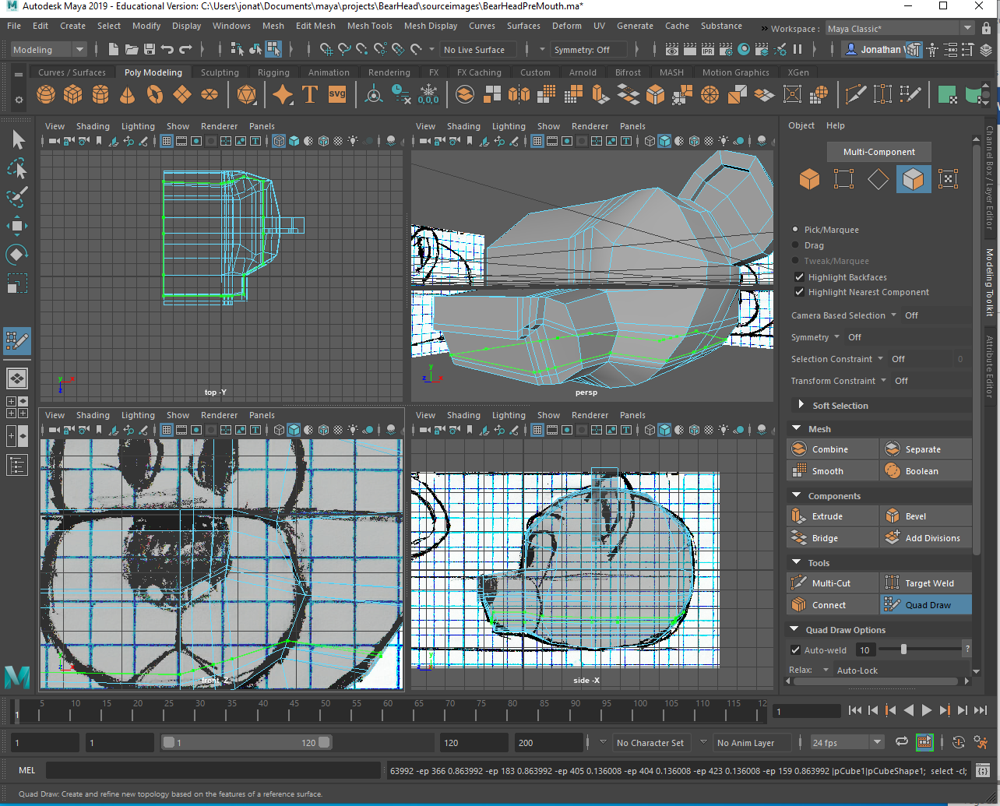 Autodesk Maya 2019 - Educational Version: C:\Users\jonat\Documents\maya\projects\BearHead\sourceimages\BearHeadPreMouth.ma*
File Edit Create Select Modify Display Windows Mesh Edit Mesh Mesh Tools Mesh Display Curves Surfaces Deform UV Generate Cache Substance » Workspace : Maya Classic*
Modeling No Live Surface Symmetry: Off IPR Jonathan
Curves / Surfaces Poly Modeling Sculpting Rigging Animation Rendering FX FX Caching Custom Arnold Bifrost MASH Motion Graphics XGen
T svg 0,0,0
View Shading Lighting Show Renderer Panels
View Shading Lighting Show Renderer Panels
top -Y
persp
View Shading Lighting Show Renderer Panels
View Shading Lighting Show Renderer Panels
front -Z
side -X
Object Help
Multi-Component
Pick/Marquee
Drag
Tweak/Marquee
Highlight Backfaces
Highlight Nearest Component
Camera Based Selection Off
Symmetry Off
Selection Constraint Off 0
Transform Constraint Off
Soft Selection
Mesh
Combine Separate
Smooth Boolean
Components
Extrude Bevel
Bridge Add Divisions
Tools
Multi-Cut Target Weld
Connect Quad Draw
Quad Draw Options
Auto-weld 10 ?
Relax: Auto-Lock
Channel Box / Layer Editor
Modeling Toolkit
Attribute Editor
5 10 15 20 25 30 35 40 45 50 55 60 65 70 75 80 85 90 95 100 105 110 115 12
1 1
1 1 1 120 120 200 No Character Set No Anim Layer 24 fps
MEL 63992 -ep 366 0.863992 -ep 183 0.863992 -ep 405 0.136008 -ep 404 0.136008 -ep 423 0.136008 -ep 159 0.863992 |pCube1|pCubeShape1; select -cl;
Quad Draw: Create and refine new topology based on the features of a reference surface.